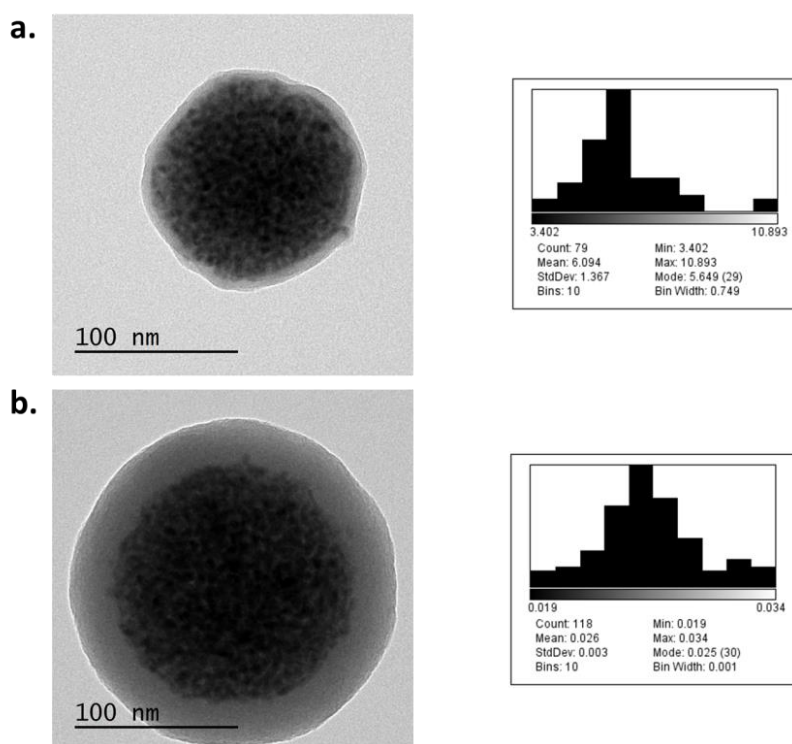 a.
100 nm
3.402 10.893
Count: 79 Min: 3.402
Mean: 6.094 Max: 10.893
StdDev: 1.367 Mode: 5.649 (29)
Bins: 10 Bin Width: 0.749
b.
100 nm
0.019 0.034
Count: 118 Min: 0.019
Mean: 0.026 Max: 0.034
StdDev: 0.003 Mode: 0.025 (30)
Bins: 10 Bin Width: 0.001